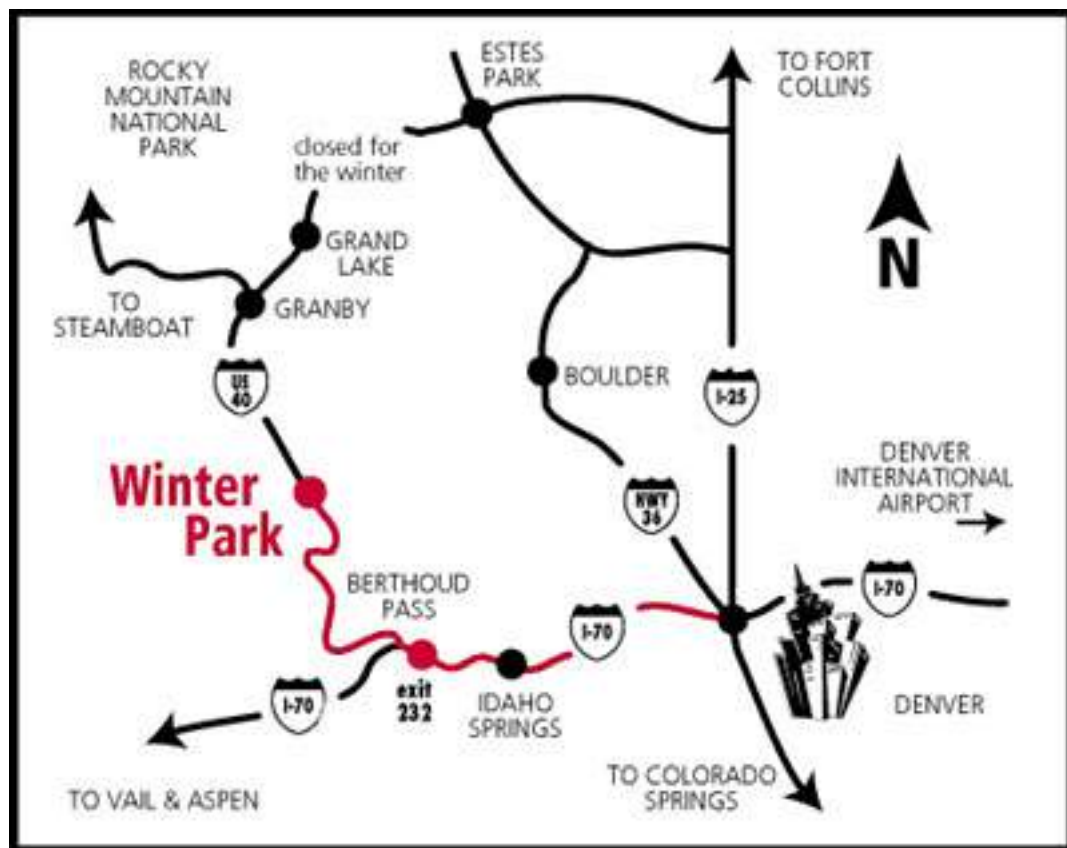 ROCKY
MOUNTAIN
NATIONAL
PARK
ESTES
PARK
TO FORT
COLLINS
closed for
the winter
GRAND
LAKE
N
TO
STEAMBOAT
GRANBY
US
40
BOULDER
I-25
Winter
Park
HWY
36
DENVER
INTERNATIONAL
AIRPORT
BERTHOUD
PASS
I-70
I-70
I-70
exit
232
IDAHO
SPRINGS
DENVER
TO COLORADO
SPRINGS
TO VAIL & ASPEN